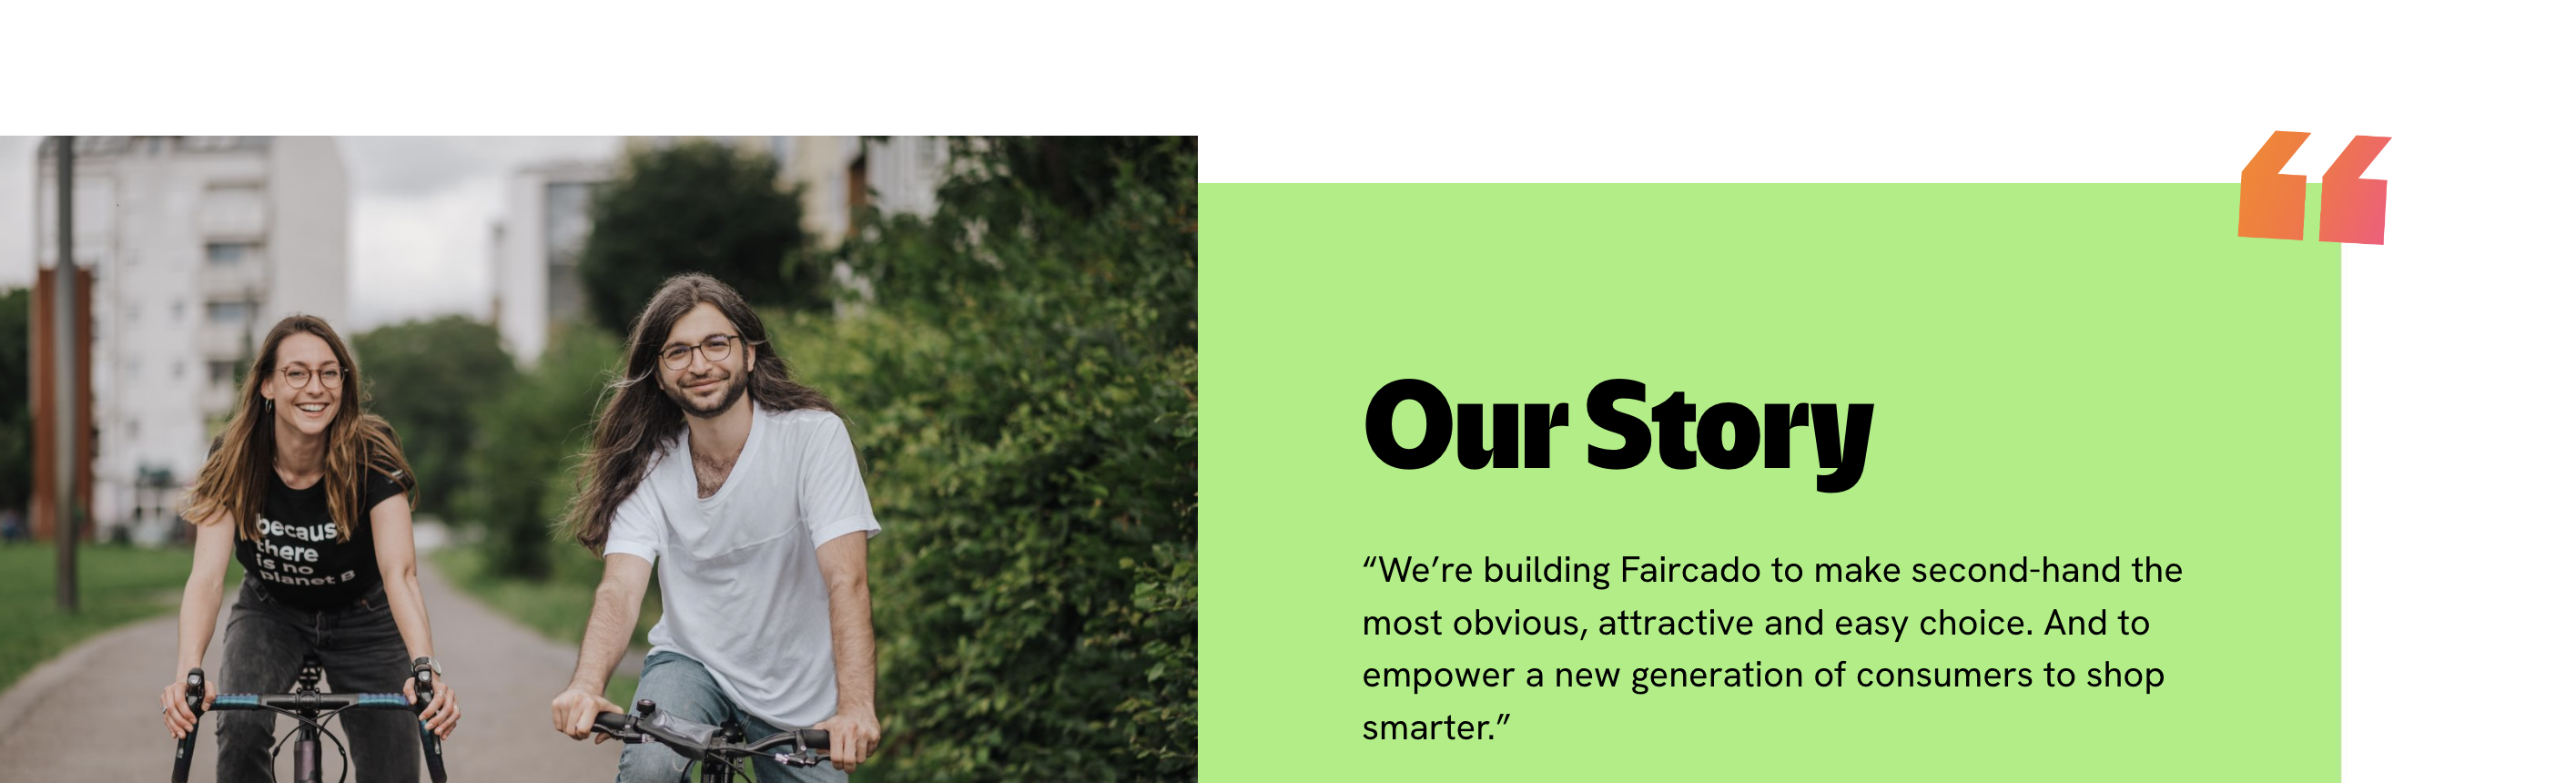 becaus
there
is no
planet B
Our Story
“We’re building Faircado to make second-hand the
most obvious, attractive and easy choice. And to
empower a new generation of consumers to shop
smarter.”